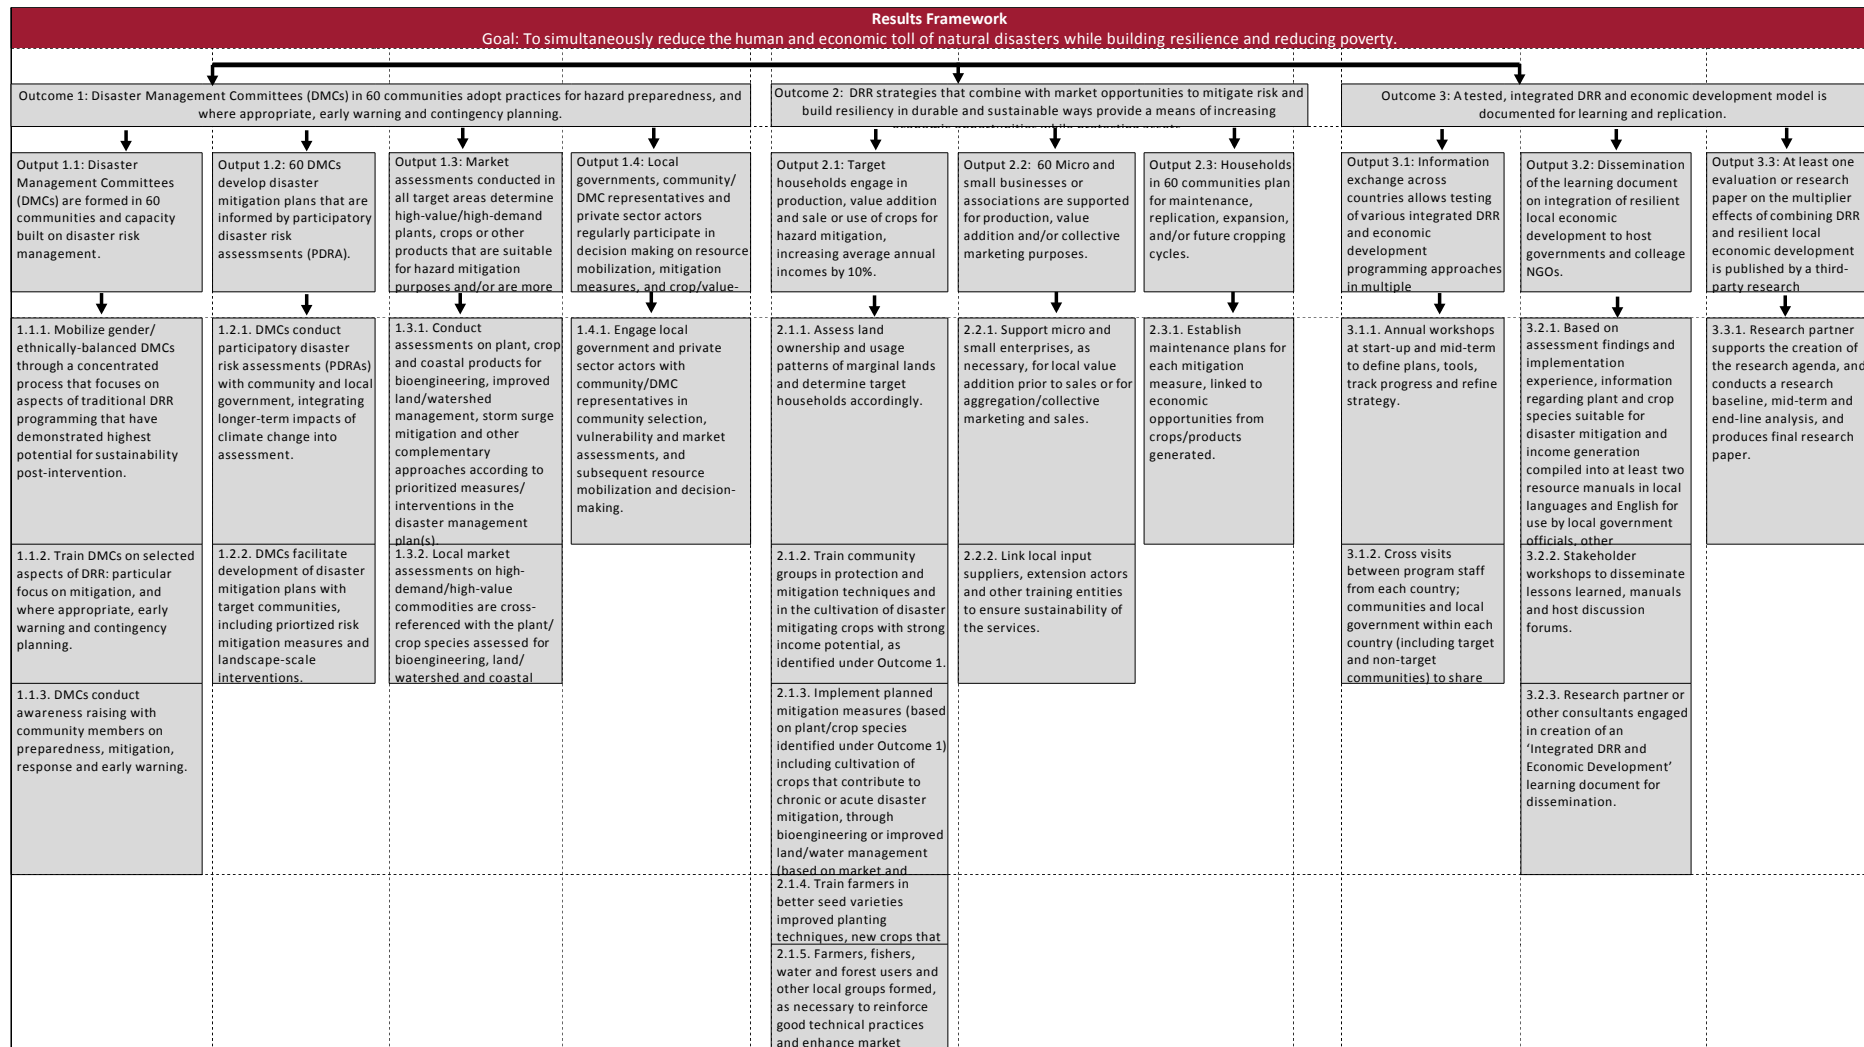 Results Framework
Goal: To simultaneously reduce the human and economic toll of natural disasters while building resilience and reducing poverty.
Outcome 1: Disaster Management Committees (DMCs) in 60 communities adopt practices for hazard preparedness, and
where appropriate, early warning and contingency planning.
Outcome 2: DRR strategies that combine with market opportunities to mitigate risk and
build resiliency in durable and sustainable ways provide a means of increasing
Outcome 3: A tested, integrated DRR and economic development model is
documented for learning and replication.
Output 1.1: Disaster
Management Committees
(DMCs) are formed in 60
communities and capacity
built on disaster risk
management.
Output 1.2: 60 DMCs
develop disaster
mitigation plans that are
informed by participatory
disaster risk
assessmsents (PDRA).
Output 1.3: Market
assessments conducted in
all target areas determine
high-value/high-demand
plants, crops or other
products that are suitable
for hazard mitigation
purposes and/or are more
Output 1.4: Local
governments, community/
DMC representatives and
private sector actors
regularly participate in
decision making on resource
mobilization, mitigation
measures, and crop/value-
Output 2.1: Target
households engage in
production, value addition
and sale or use of crops for
hazard mitigation,
increasing average annual
incomes by 10%.
Output 2.2: 60 Micro and
small businesses or
associations are supported
for production, value
addition and/or collective
marketing purposes.
Output 2.3: Households
in 60 communities plan
for maintenance,
replication, expansion,
and/or future cropping
cycles.
Output 3.1: Information
exchange across
countries allows testing
of various integrated DRR
and economic
development
programming approaches
in multiple
Output 3.2: Dissemination
of the learning document
on integration of resilient
local economic
development to host
governments and colleage
NGOs.
Output 3.3: At least one
evaluation or research
paper on the multiplier
effects of combining DRR
and resilient local
economic development
is published by a third-
party research
1.1.1. Mobilize gender/
ethnically-balanced DMCs
through a concentrated
process that focuses on
aspects of traditional DRR
programming that have
demonstrated highest
potential for sustainability
post-intervention.
1.2.1. DMCs conduct
participatory disaster
risk assessments (PDRAs)
with community and local
government, integrating
longer-term impacts of
climate change into
assessment.
1.3.1. Conduct
assessments on plant, crop
and coastal products for
bioengineering, improved
land/watershed
management, storm surge
mitigation and other
complementary
approaches according to
prioritized measures/
interventions in the
disaster management
plan(s).
1.4.1. Engage local
government and private
sector actors with
community/DMC
representatives in
community selection,
vulnerability and market
assessments, and
subsequent resource
mobilization and decision-
making.
2.1.1. Assess land
ownership and usage
patterns of marginal lands
and determine target
households accordingly.
2.2.1. Support micro and
small enterprises, as
necessary, for local value
addition prior to sales or for
aggregation/collective
marketing and sales.
2.3.1. Establish
maintenance plans for
each mitigation
measure, linked to
economic
opportunities from
crops/products
generated.
3.1.1. Annual workshops
at start-up and mid-term
to define plans, tools,
track progress and refine
strategy.
3.2.1. Based on
assessment findings and
implementation
experience, information
regarding plant and crop
species suitable for
disaster mitigation and
income generation
compiled into at least two
resource manuals in local
languages and English for
use by local government
officials, other
3.3.1. Research partner
supports the creation of
the research agenda, and
conducts a research
baseline, mid-term and
end-line analysis, and
produces final research
paper.
1.1.2. Train DMCs on selected
aspects of DRR: particular
focus on mitigation, and
where appropriate, early
warning and contingency
planning.
1.2.2. DMCs facilitate
development of disaster
mitigation plans with
target communities,
including priortized risk
mitigation measures and
landscape-scale
interventions.
1.3.2. Local market
assessments on high-
demand/high-value
commodities are cross-
referenced with the plant/
crop species assessed for
bioengineering, land/
watershed and coastal
2.1.2. Train community
groups in protection and
mitigation techniques and
in the cultivation of disaster
mitigating crops with strong
income potential, as
identified under Outcome 1.
2.2.2. Link local input
suppliers, extension actors
and other training entities
to ensure sustainability of
the services.
3.1.2. Cross visits
between program staff
from each country;
communities and local
government within each
country (including target
and non-target
communities) to share
3.2.2. Stakeholder
workshops to disseminate
lessons learned, manuals
and host discussion
forums.
1.1.3. DMCs conduct
awareness raising with
community members on
preparedness, mitigation,
response and early warning.
2.1.3. Implement planned
mitigation measures (based
on plant/crop species
identified under Outcome 1)
including cultivation of
crops that contribute to
chronic or acute disaster
mitigation, through
bioengineering or improved
land/water management
(based on market and
3.2.3. Research partner or
other consultants engaged
in creation of an
‘Integrated DRR and
Economic Development’
learning document for
dissemination.
2.1.4. Train farmers in
better seed varieties
improved planting
techniques, new crops that
2.1.5. Farmers, fishers,
water and forest users and
other local groups formed,
as necessary to reinforce
good technical practices
and enhance market